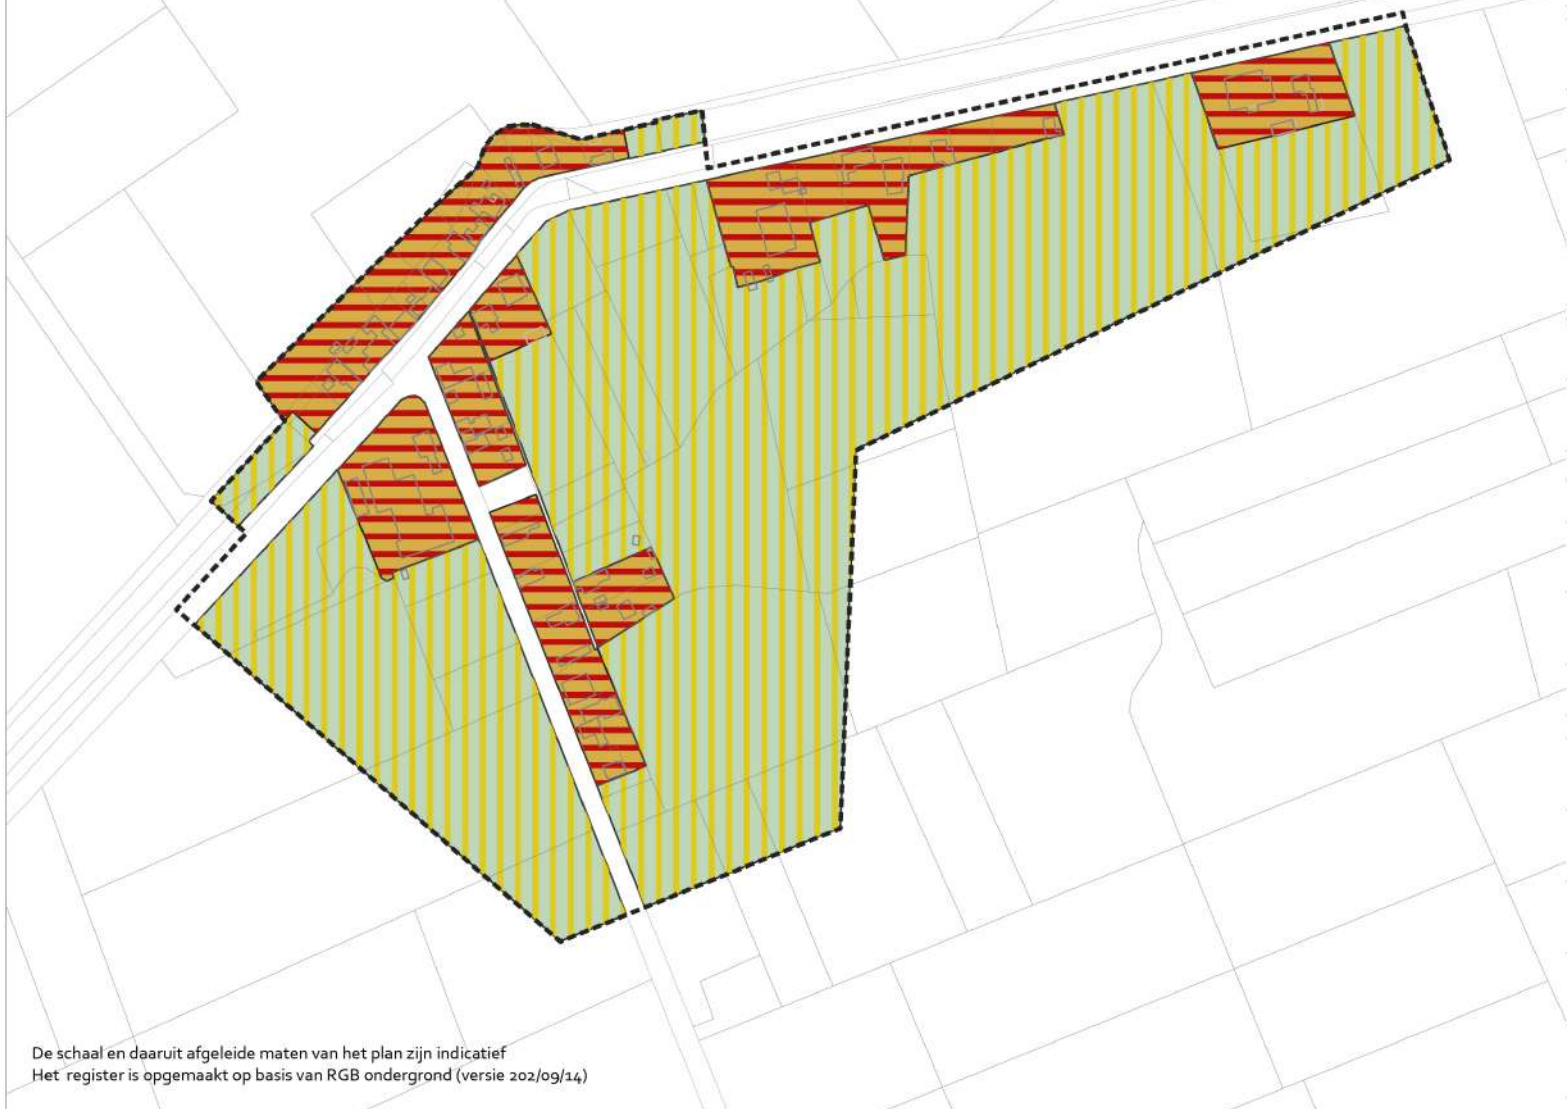 De schaal en daaruit afgeleide maten van het plan zijn indicatief
Het register is opgemaakt op basis van RGB ondergrond (versie 202/09/14)